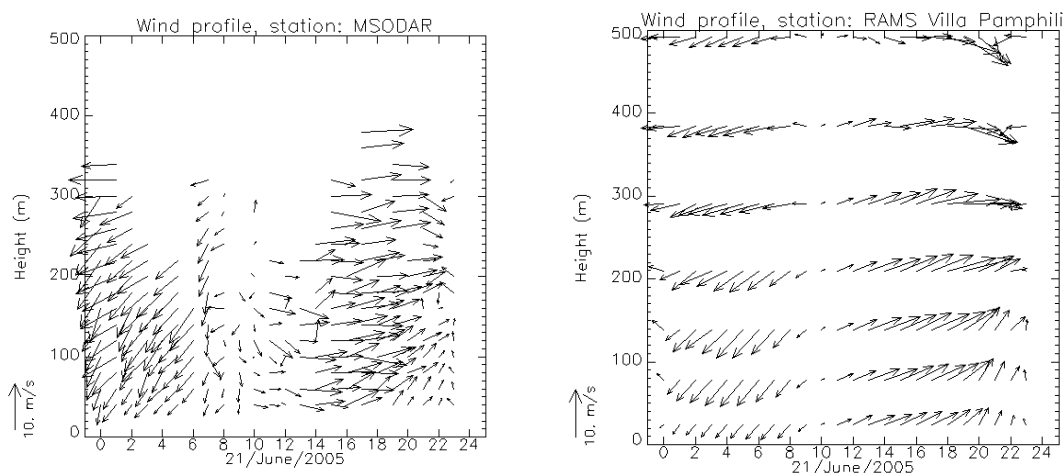 Wind profile, station: MSODAR
500
400
300
200
100
0
Height (m)
10. m/s
0 2 4 6 8 10 12 14 16 18 20 22 24
21/June/2005
Wind profile, station: RAMS Villa Pamphili
500
400
300
200
100
0
Height (m)
10. m/s
0 2 4 6 8 10 12 14 16 18 20 22 24
21/June/2005